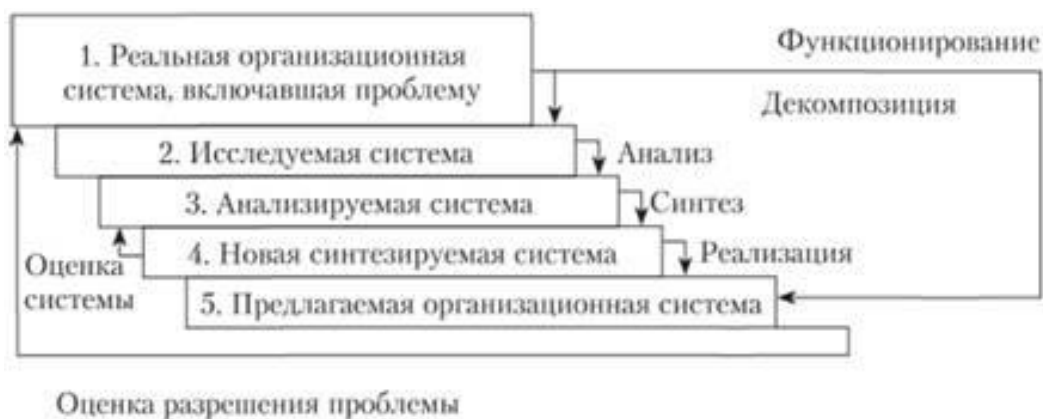 1. Реальная организационная
система, включавшая проблему
Функционирование
Декомпозиция
2. Исследуемая система
Анализ
3. Анализируемая система
Синтез
4. Новая синтезируемая система
Реализация
Оценка
системы
5. Предлагаемая организационная система
Оценка разрешения проблемы